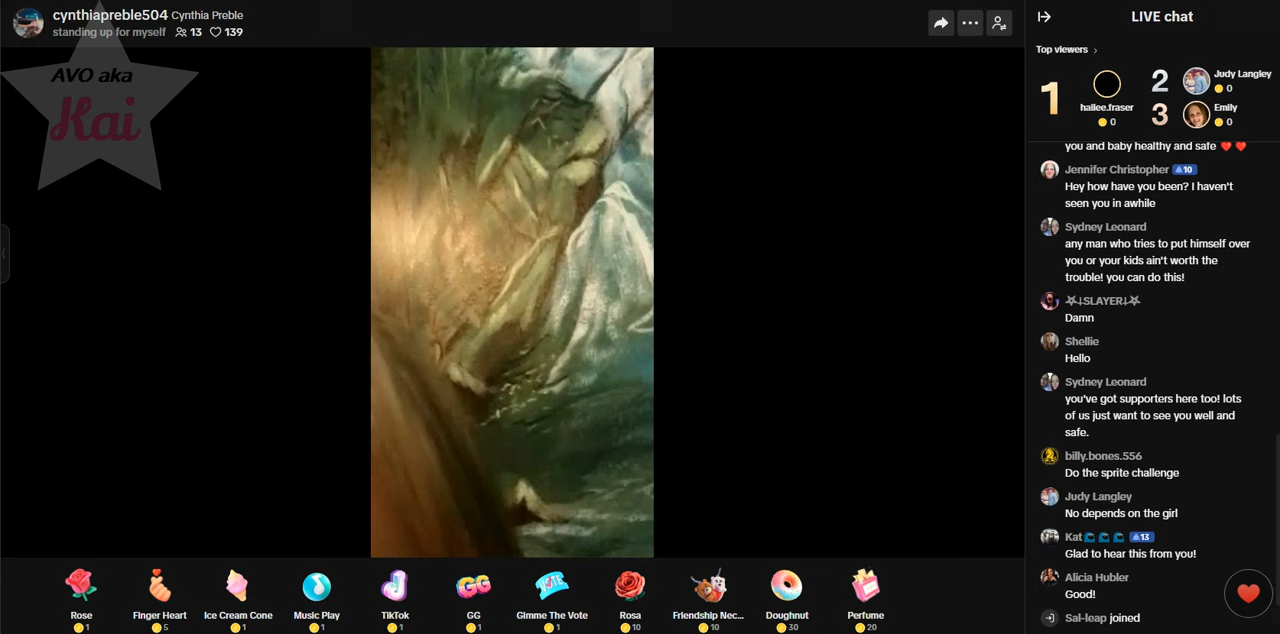 cynthiapreble504 Cynthia Preble
standing up for myself 13 139
AVO aka
Kai
LIVE chat
Top viewers
1
hailee.fraser
0
2
Judy Langley
0
3
Emily
0
you and baby healthy and safe ❤️ ❤️
Jennifer Christopher 10
Hey how have you been? I haven't
seen you in awhile
Sydney Leonard
any man who tries to put himself over
you or your kids ain't worth the
trouble! you can do this!
⛧⸸SLAYER⸸⛧
Damn
Shellie
Hello
Sydney Leonard
you've got supporters here too! lots
of us just want to see you well and
safe.
billy.bones.556
Do the sprite challenge
Judy Langley
No depends on the girl
Kat🌊 🌊 🌊 13
Glad to hear this from you!
Alicia Hubler
Good!
Sal-leap joined
Rose
1
Finger Heart
5
Ice Cream Cone
1
Music Play
1
TikTok
1
GG
GG
1
VOTE
Gimme The Vote
1
Rosa
10
Friendship Nec...
10
Doughnut
30
Perfume
20